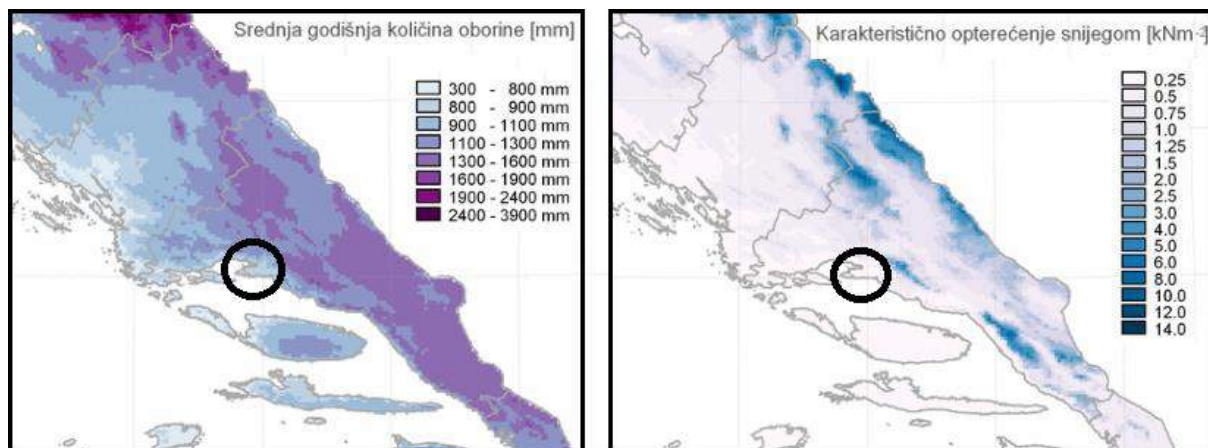 Srednja godišnja količina oborine [mm]
300 - 800 mm
800 - 900 mm
900 - 1100 mm
1100 - 1300 mm
1300 - 1600 mm
1600 - 1900 mm
1900 - 2400 mm
2400 - 3900 mm
Karakteristično opterećenje snijegom [kNm⁻²]
0.25
0.5
0.75
1.0
1.25
1.5
2.0
2.5
3.0
4.0
5.0
6.0
8.0
10.0
12.0
14.0